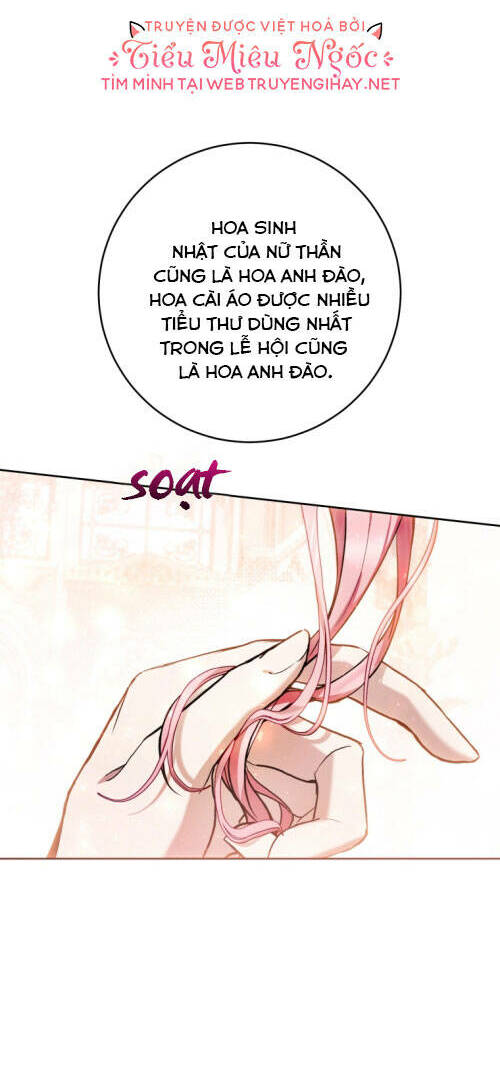 TRUYỆN ĐƯỢC VIỆT HOÁ BỞI
Tiểu Miêu Ngốc
TÌM MÌNH TẠI WEB TRUYENGIHAY.NET
HOA SINH
NHẬT CỦA NỮ THẦN
CŨNG LÀ HOA ANH ĐÀO,
HOA CÀI ÁO ĐƯỢC NHIỀU
TIỂU THƯ DÙNG NHẤT
TRONG LỄ HỘI CŨNG
LÀ HOA ANH ĐÀO.
soạt